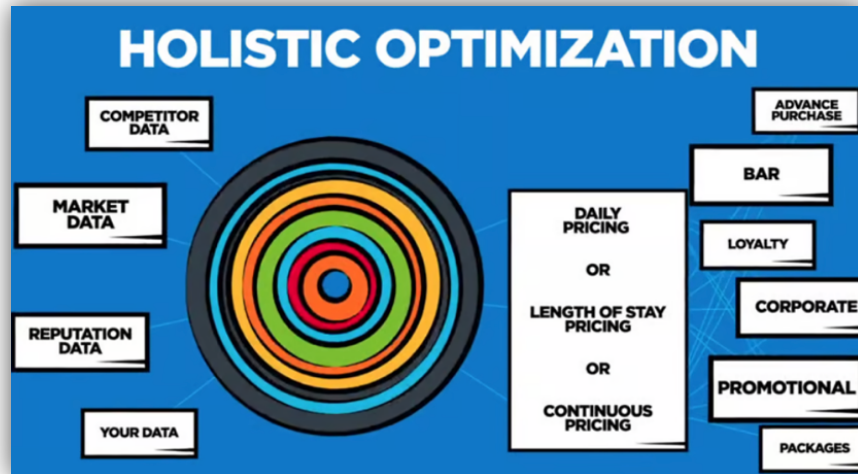 HOLISTIC OPTIMIZATION
COMPETITOR
DATA
MARKET
DATA
REPUTATION
DATA
YOUR DATA
DAILY
PRICING
OR
LENGTH OF STAY
PRICING
OR
CONTINUOUS
PRICING
ADVANCE
PURCHASE
BAR
LOYALTY
CORPORATE
PROMOTIONAL
PACKAGES